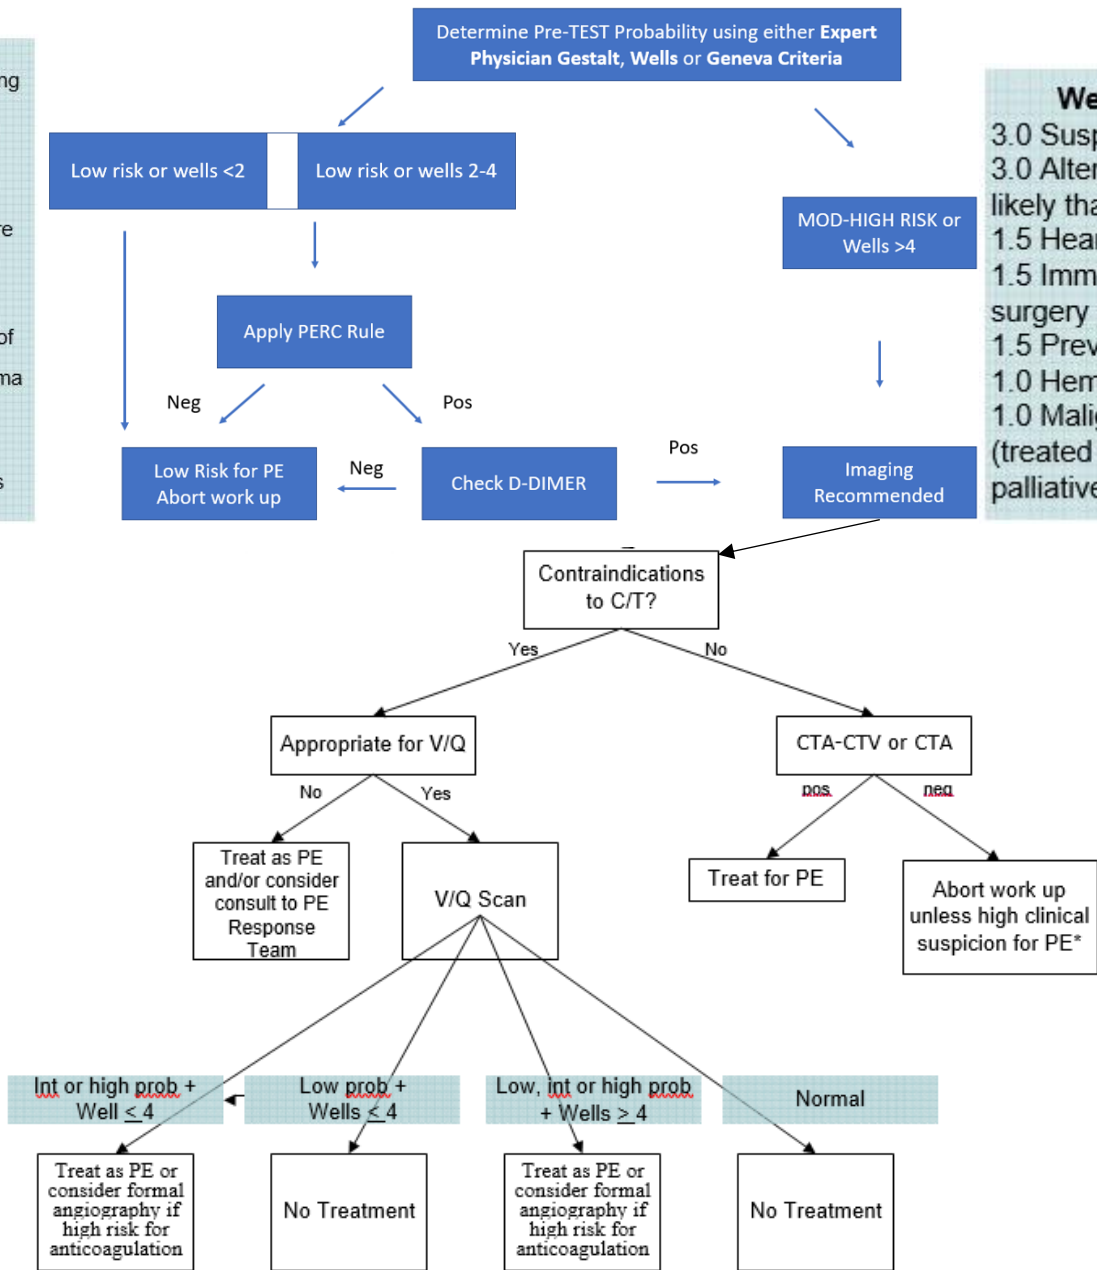 Determine Pre-TEST Probability using either Expert
Physician Gestalt, Wells or Geneva Criteria
ng
re
of
ma
s
Low risk or wells <2
Low risk or wells 2-4
MOD-HIGH RISK or
Wells >4
We
3.0 Susp
3.0 Alter
likely tha
1.5 Hear
1.5 Imm
surgery
1.5 Prev
1.0 Hem
1.0 Malig
(treated
palliative
Apply PERC Rule
Neg
Pos
Low Risk for PE
Abort work up
Neg
Check D-DIMER
Pos
Imaging
Recommended
Contraindications
to C/T?
Yes
No
Appropriate for V/Q
CTA-CTV or CTA
No
Yes
pos
neg
Treat as PE
and/or consider
consult to PE
Response
Team
V/Q Scan
Treat for PE
Abort work up
unless high clinical
suspicion for PE*
Int or high prob +
Well ≤ 4
Low prob +
Wells ≤ 4
Low, int or high prob
+ Wells ≥ 4
Normal
Treat as PE or
consider formal
angiography if
high risk for
anticoagulation
No Treatment
Treat as PE or
consider formal
angiography if
high risk for
anticoagulation
No Treatment